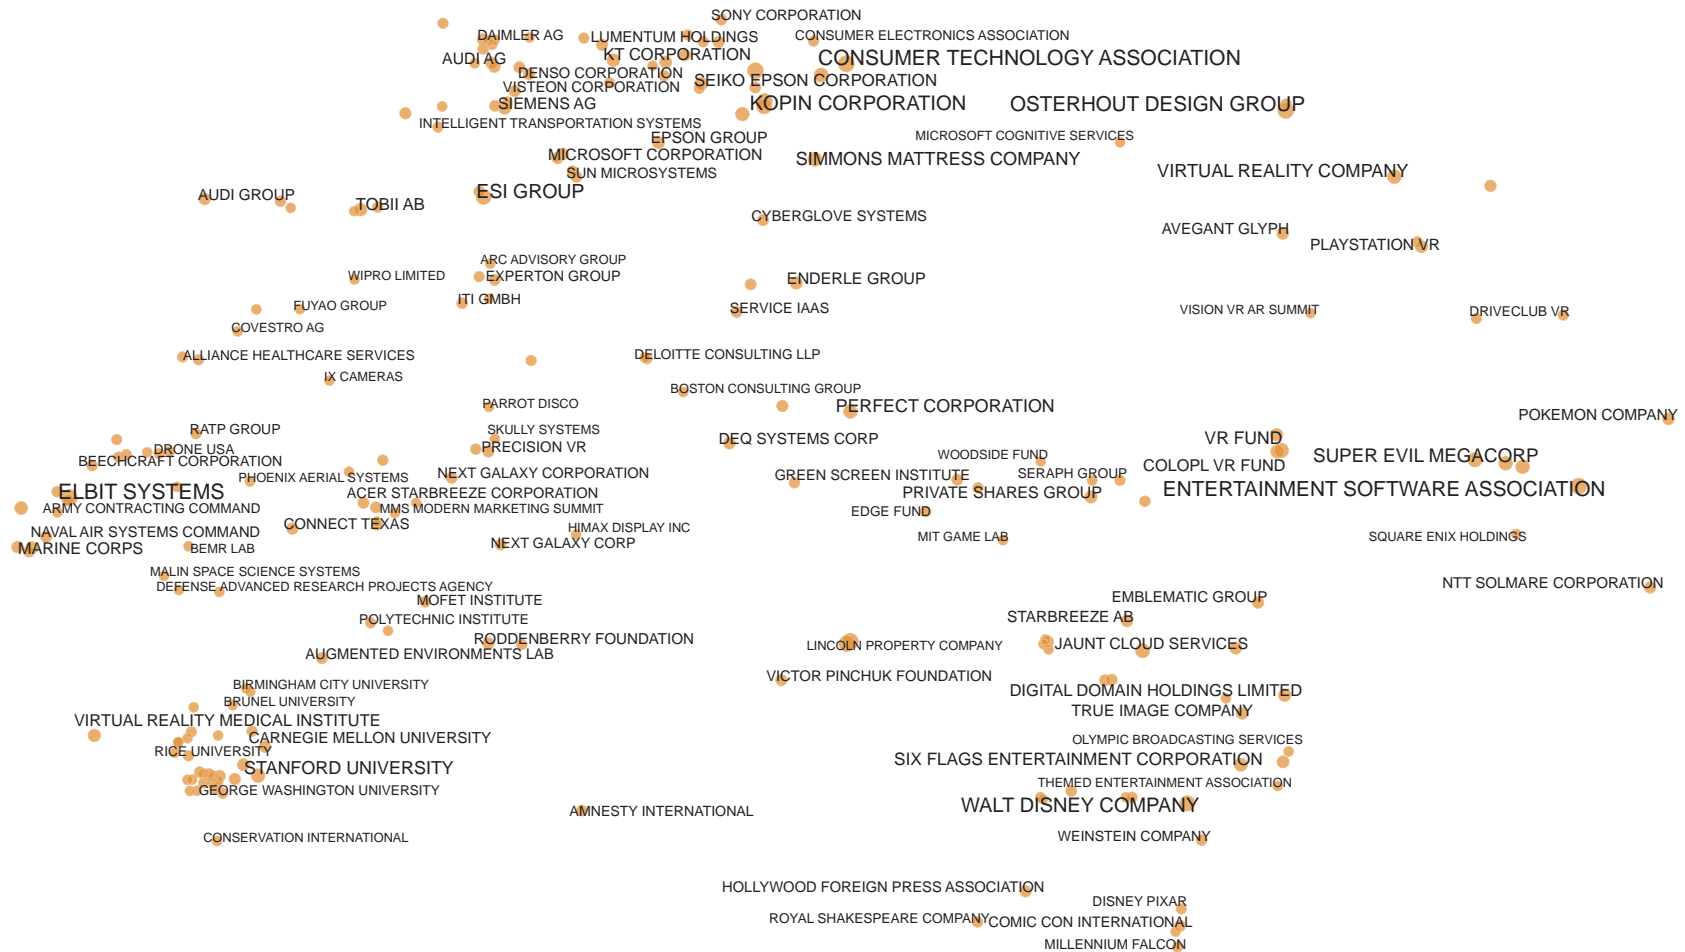 SONY CORPORATION
DAIMLER AG
LUMENTUM HOLDINGS
CONSUMER ELECTRONICS ASSOCIATION
AUDI AG
KT CORPORATION
CONSUMER TECHNOLOGY ASSOCIATION
DENSO CORPORATION
SEIKO EPSON CORPORATION
VISTEON CORPORATION
SIEMENS AG
KOPIN CORPORATION
OSTERHOUT DESIGN GROUP
INTELLIGENT TRANSPORTATION SYSTEMS
EPSON GROUP
MICROSOFT COGNITIVE SERVICES
MICROSOFT CORPORATION
SIMMONS MATTRESS COMPANY
SUN MICROSYSTEMS
VIRTUAL REALITY COMPANY
AUDI GROUP
ESI GROUP
TOBII AB
CYBERGLOVE SYSTEMS
AVEGANT GLYPH
PLAYSTATION VR
ARC ADVISORY GROUP
WIPRO LIMITED
EXPERTON GROUP
ENDERLE GROUP
FUYAO GROUP
ITI GMBH
SERVICE IAAS
VISION VR AR SUMMIT
DRIVECLUB VR
COVESTRO AG
ALLIANCE HEALTHCARE SERVICES
DELOITTE CONSULTING LLP
IX CAMERAS
BOSTON CONSULTING GROUP
PARROT DISCO
PERFECT CORPORATION
POKEMON COMPANY
RATP GROUP
SKULLY SYSTEMS
DEQ SYSTEMS CORP
VR FUND
DRONE USA
PRECISION VR
WOODSIDE FUND
SUPER EVIL MEGACORP
BEECHCRAFT CORPORATION
COLOPL VR FUND
PHOENIX AERIAL SYSTEMS
NEXT GALAXY CORPORATION
GREEN SCREEN INSTITUTE
SERAPH GROUP
ELBIT SYSTEMS
ACER STARBREEZE CORPORATION
PRIVATE SHARES GROUP
ENTERTAINMENT SOFTWARE ASSOCIATION
ARMY CONTRACTING COMMAND
MMS MODERN MARKETING SUMMIT
EDGE FUND
NAVAL AIR SYSTEMS COMMAND
CONNECT TEXAS
HIMAX DISPLAY INC
MIT GAME LAB
SQUARE ENIX HOLDINGS
MARINE CORPS
BEMR LAB
NEXT GALAXY CORP
MALIN SPACE SCIENCE SYSTEMS
DEFENSE ADVANCED RESEARCH PROJECTS AGENCY
NTT SOLMARE CORPORATION
MOFET INSTITUTE
EMBLEMATIC GROUP
POLYTECHNIC INSTITUTE
STARBREEZE AB
RODDENBERRY FOUNDATION
LINCOLN PROPERTY COMPANY
JAUNT CLOUD SERVICES
AUGMENTED ENVIRONMENTS LAB
VICTOR PINCHUK FOUNDATION
BIRMINGHAM CITY UNIVERSITY
DIGITAL DOMAIN HOLDINGS LIMITED
BRUNEL UNIVERSITY
TRUE IMAGE COMPANY
VIRTUAL REALITY MEDICAL INSTITUTE
CARNEGIE MELLON UNIVERSITY
OLYMPIC BROADCASTING SERVICES
RICE UNIVERSITY
SIX FLAGS ENTERTAINMENT CORPORATION
STANFORD UNIVERSITY
THEMED ENTERTAINMENT ASSOCIATION
GEORGE WASHINGTON UNIVERSITY
WALT DISNEY COMPANY
AMNESTY INTERNATIONAL
CONSERVATION INTERNATIONAL
WEINSTEIN COMPANY
HOLLYWOOD FOREIGN PRESS ASSOCIATION
DISNEY PIXAR
ROYAL SHAKESPEARE COMPANY
COMIC CON INTERNATIONAL
MILLENNIUM FALCON